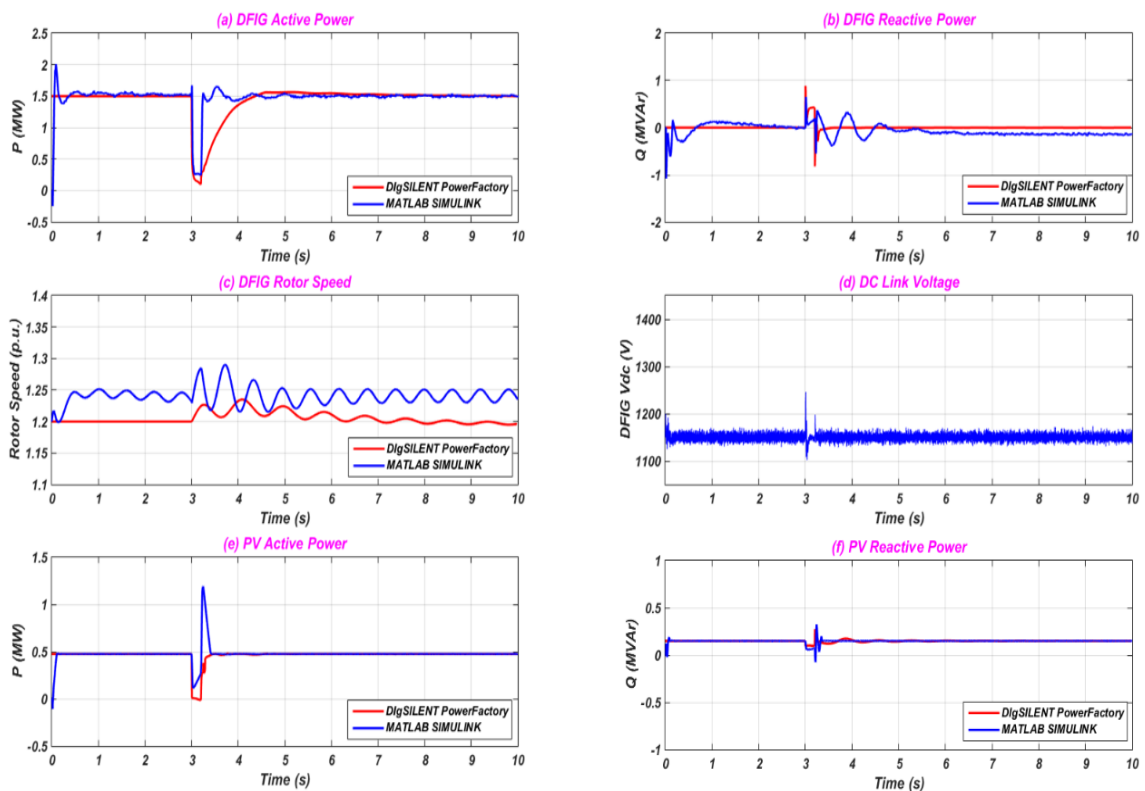 (a) DFIG Active Power
2.5
2
1.5
1
0.5
0
-0.5
P (MW)
DIgSILENT PowerFactory
MATLAB SIMULINK
0 1 2 3 4 5 6 7 8 9 10
Time (s)
(b) DFIG Reactive Power
2
1
0
-1
-2
Q (MVAr)
DIgSILENT PowerFactory
MATLAB SIMULINK
0 1 2 3 4 5 6 7 8 9 10
Time (s)
(c) DFIG Rotor Speed
1.4
1.35
1.3
1.25
1.2
1.15
1.1
Rotor Speed (p.u.)
DIgSILENT PowerFactory
MATLAB SIMULINK
0 1 2 3 4 5 6 7 8 9 10
Time (s)
(d) DC Link Voltage
1400
1300
1200
1100
DFIG Vdc (V)
0 1 2 3 4 5 6 7 8 9 10
Time (s)
(e) PV Active Power
1.5
1
0.5
0
-0.5
P (MW)
DIgSILENT PowerFactory
MATLAB SIMULINK
0 1 2 3 4 5 6 7 8 9 10
Time (s)
(f) PV Reactive Power
1
0.5
0
-0.5
-1
Q (MVAr)
DIgSILENT PowerFactory
MATLAB SIMULINK
0 1 2 3 4 5 6 7 8 9 10
Time (s)